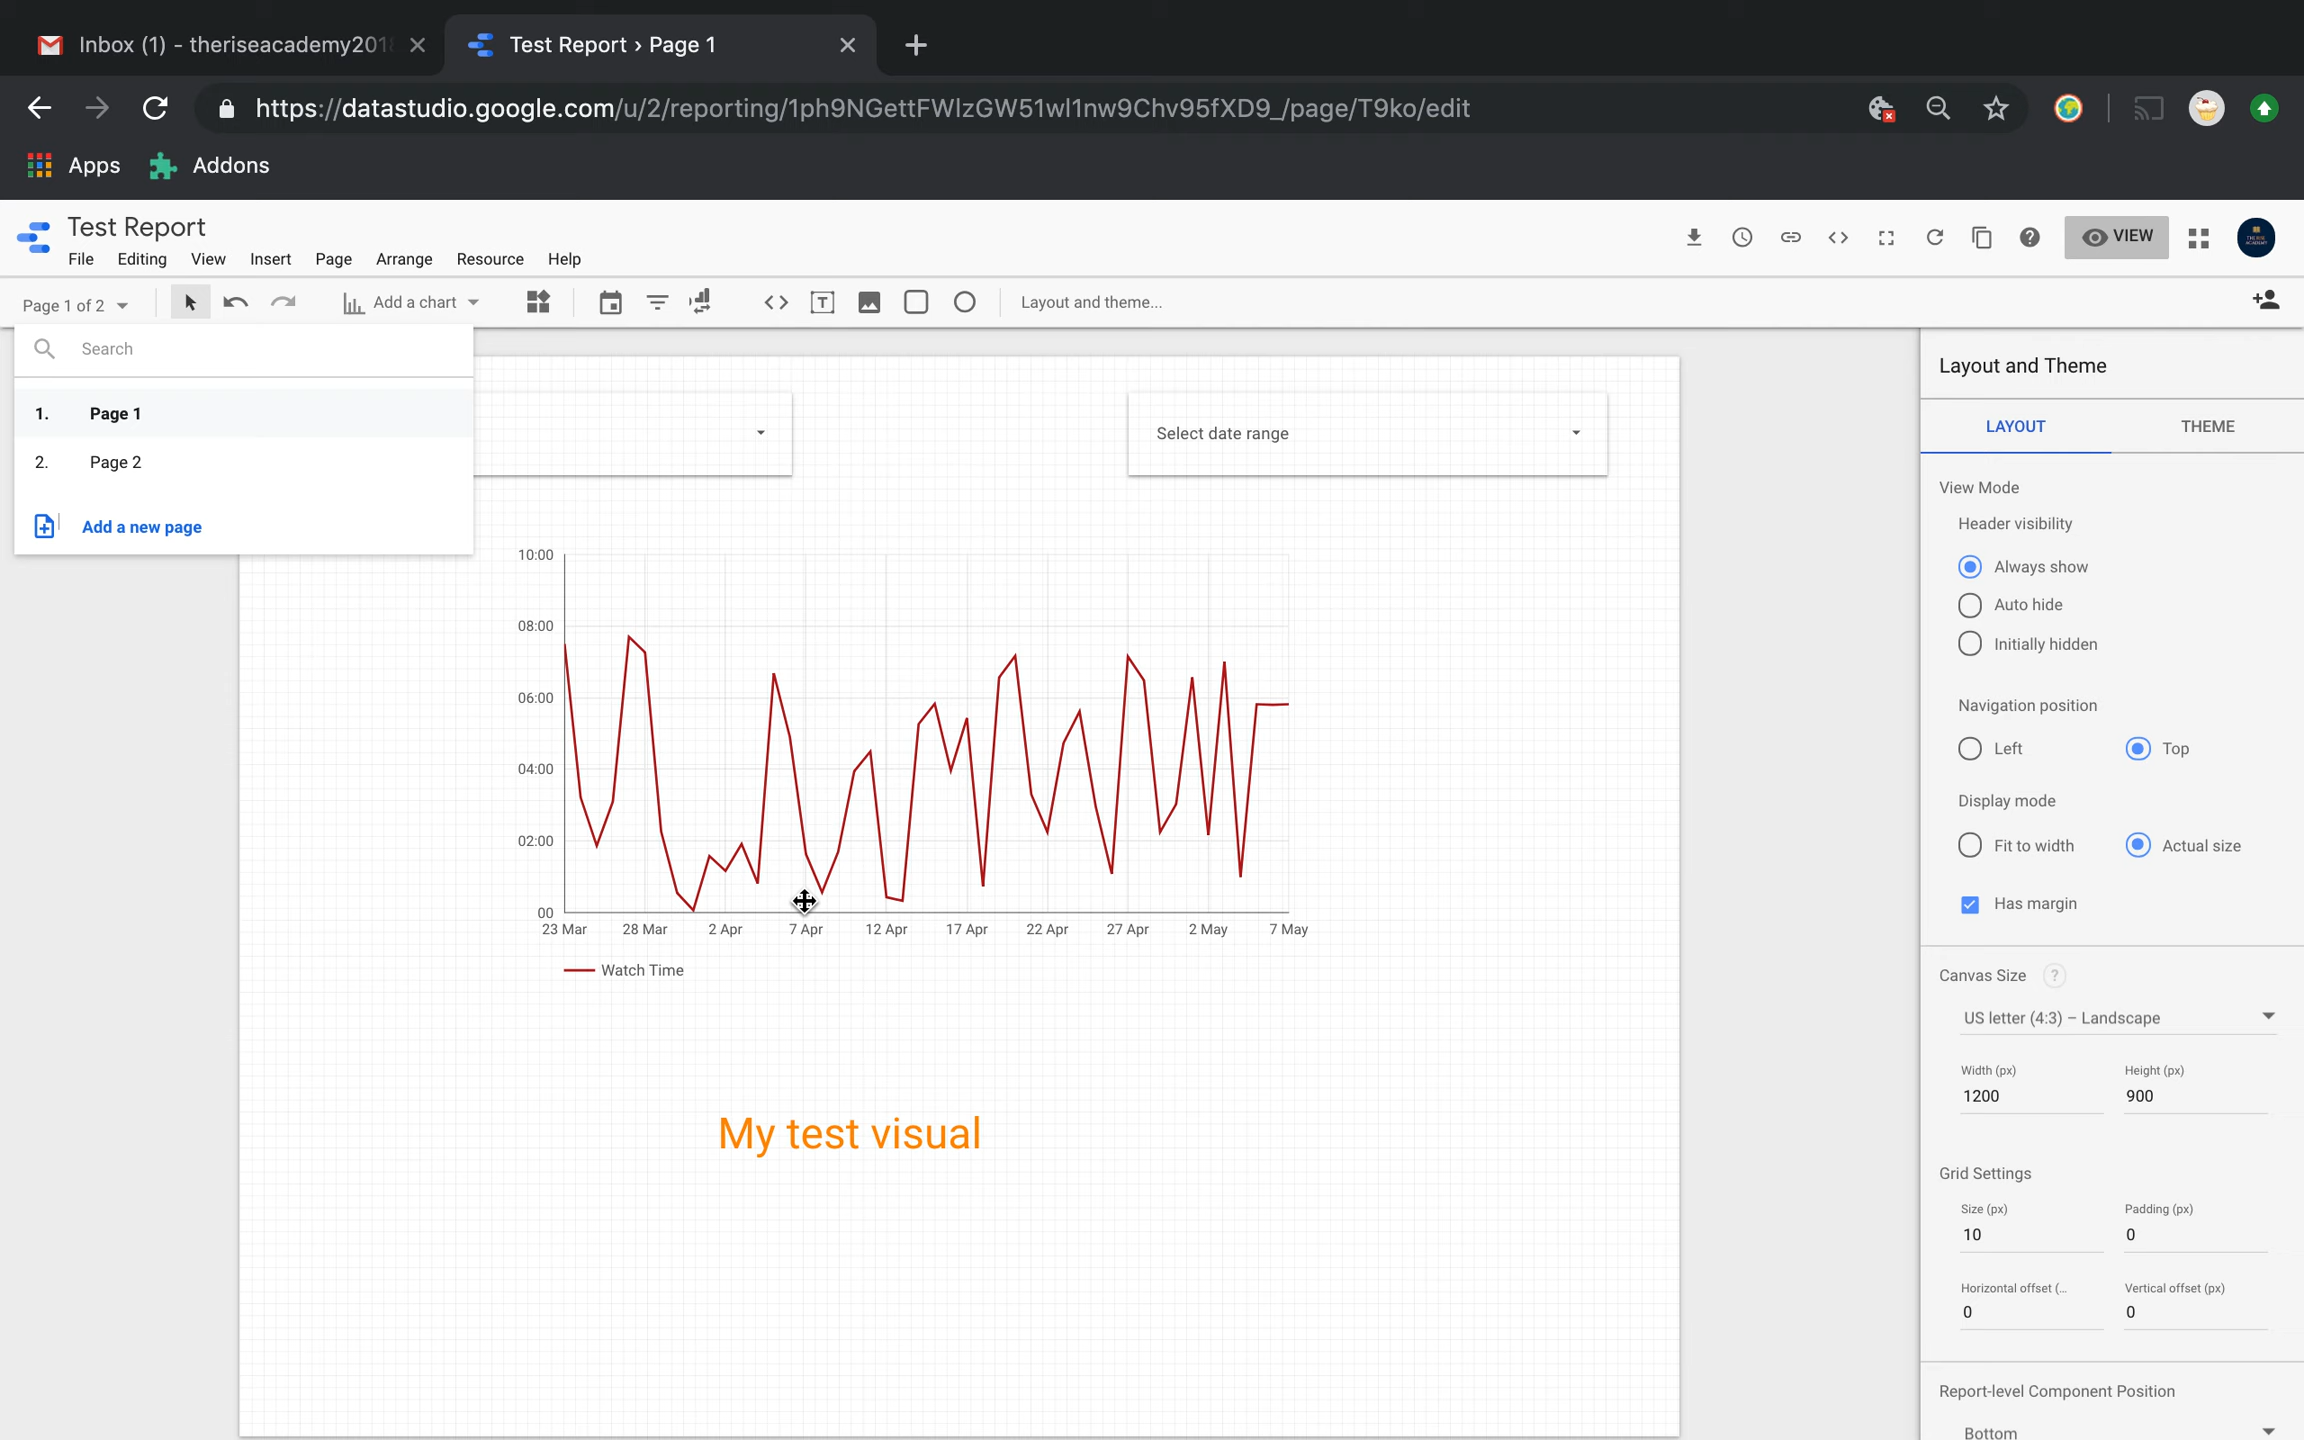 Inbox (1) - theriseacademy201
Test Report › Page 1
https://datastudio.google.com/u/2/reporting/1ph9NGettFWlzGW51wl1nw9Chv95fXD9_/page/T9ko/edit
Apps
Addons
Test Report
File
Editing
View
Insert
Page
Arrange
Resource
Help
VIEW
Page 1 of 2
Add a chart
Layout and theme...
Search
1. Page 1
2. Page 2
Add a new page
Select date range
10:00
08:00
06:00
04:00
02:00
00
23 Mar
28 Mar
2 Apr
7 Apr
12 Apr
17 Apr
22 Apr
27 Apr
2 May
7 May
Watch Time
My test visual
Layout and Theme
LAYOUT
THEME
View Mode
Header visibility
Always show
Auto hide
Initially hidden
Navigation position
Left
Top
Display mode
Fit to width
Actual size
Has margin
Canvas Size ?
US letter (4:3) – Landscape
Width (px)
Height (px)
1200
900
Grid Settings
Size (px)
Padding (px)
10
0
Horizontal offset (...
Vertical offset (px)
0
0
Report-level Component Position
Bottom